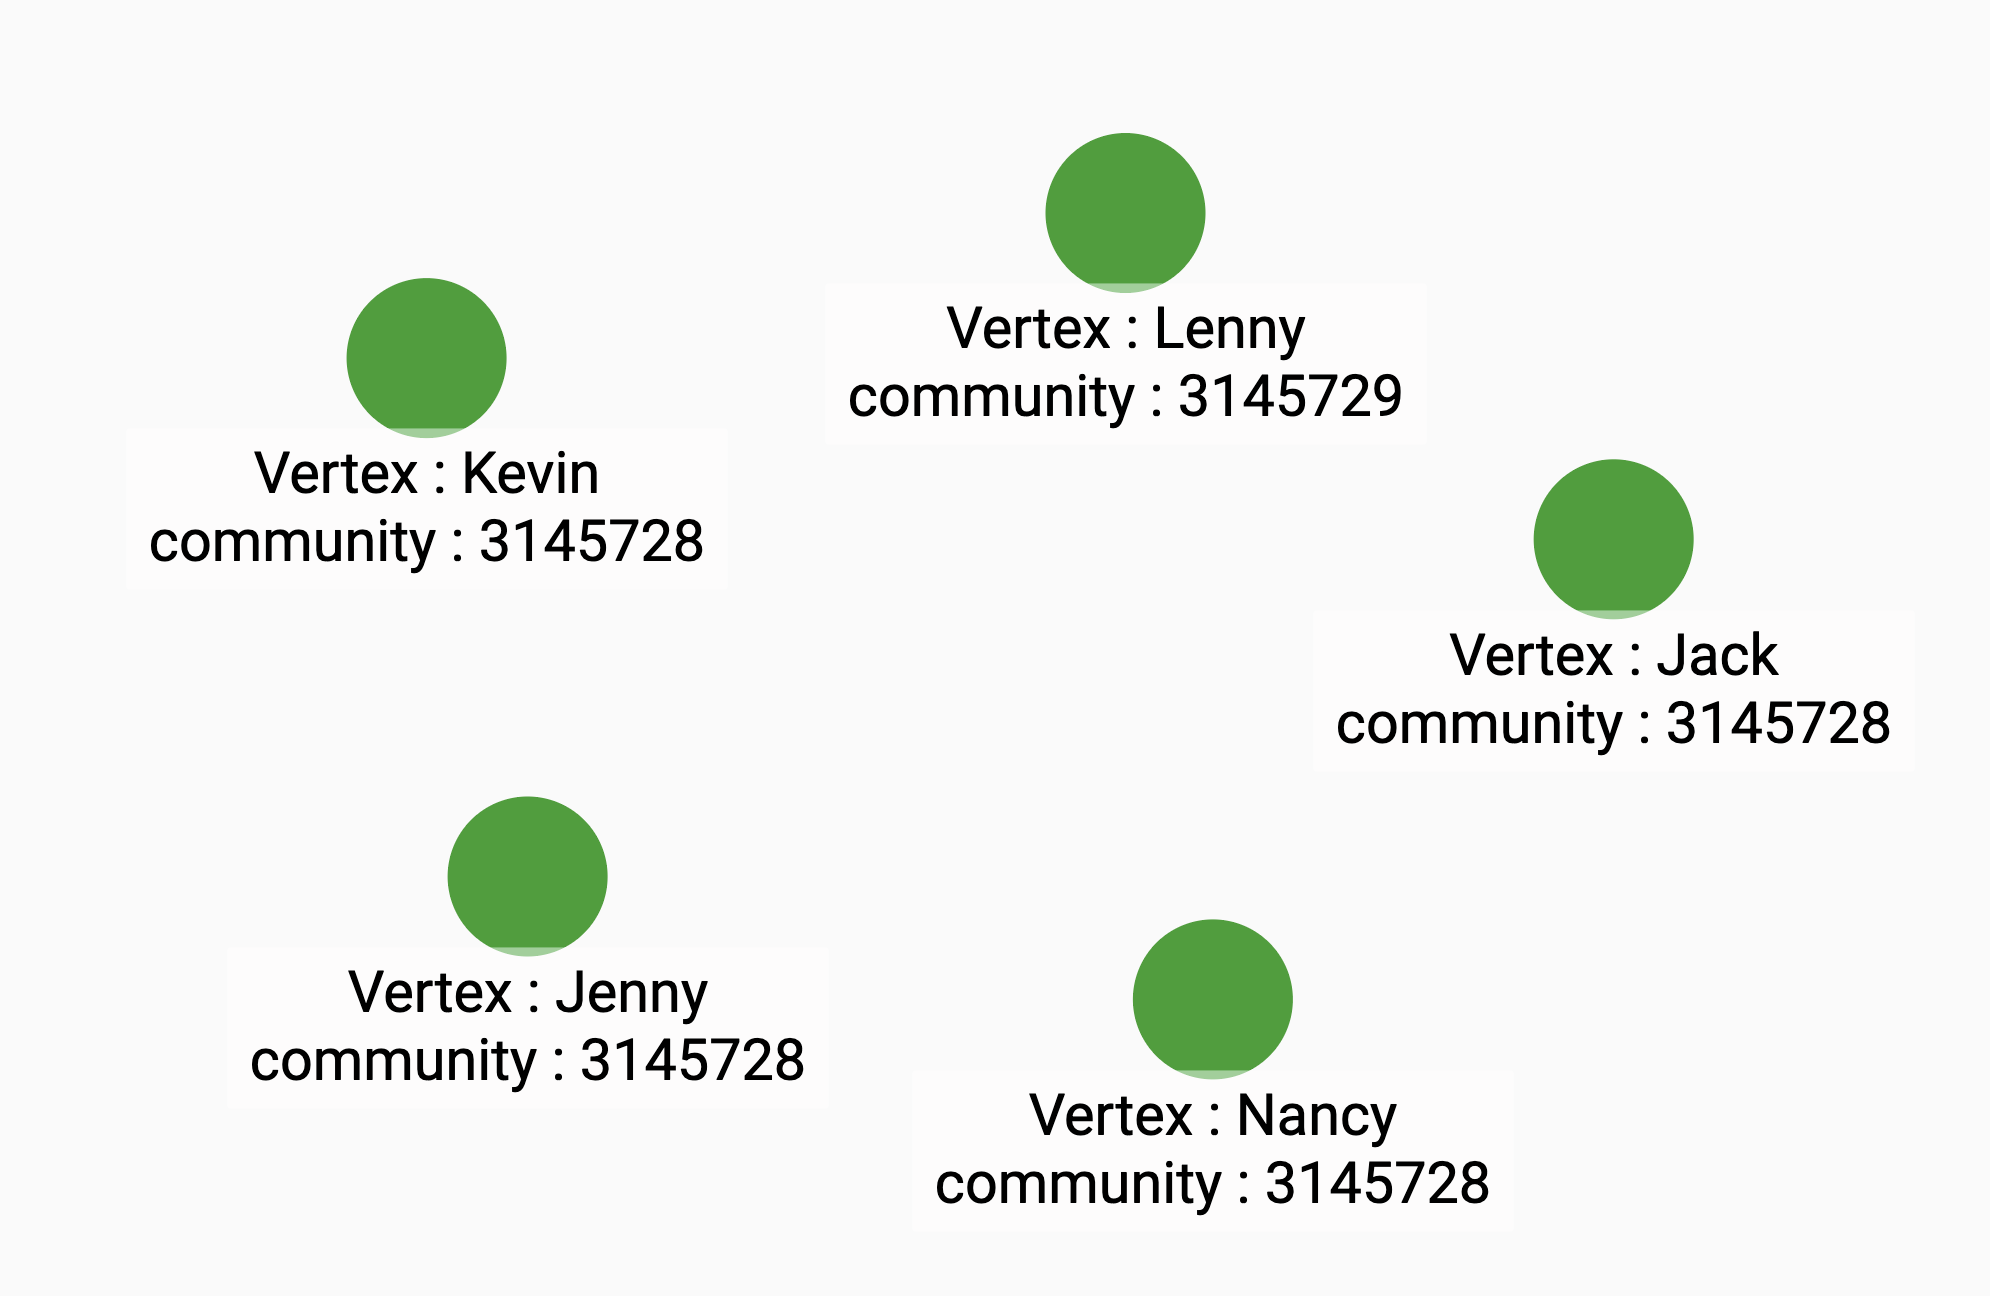 Vertex : Lenny
community : 3145729
Vertex : Kevin
community : 3145728
Vertex : Jack
community : 3145728
Vertex : Jenny
community : 3145728
Vertex : Nancy
community : 3145728